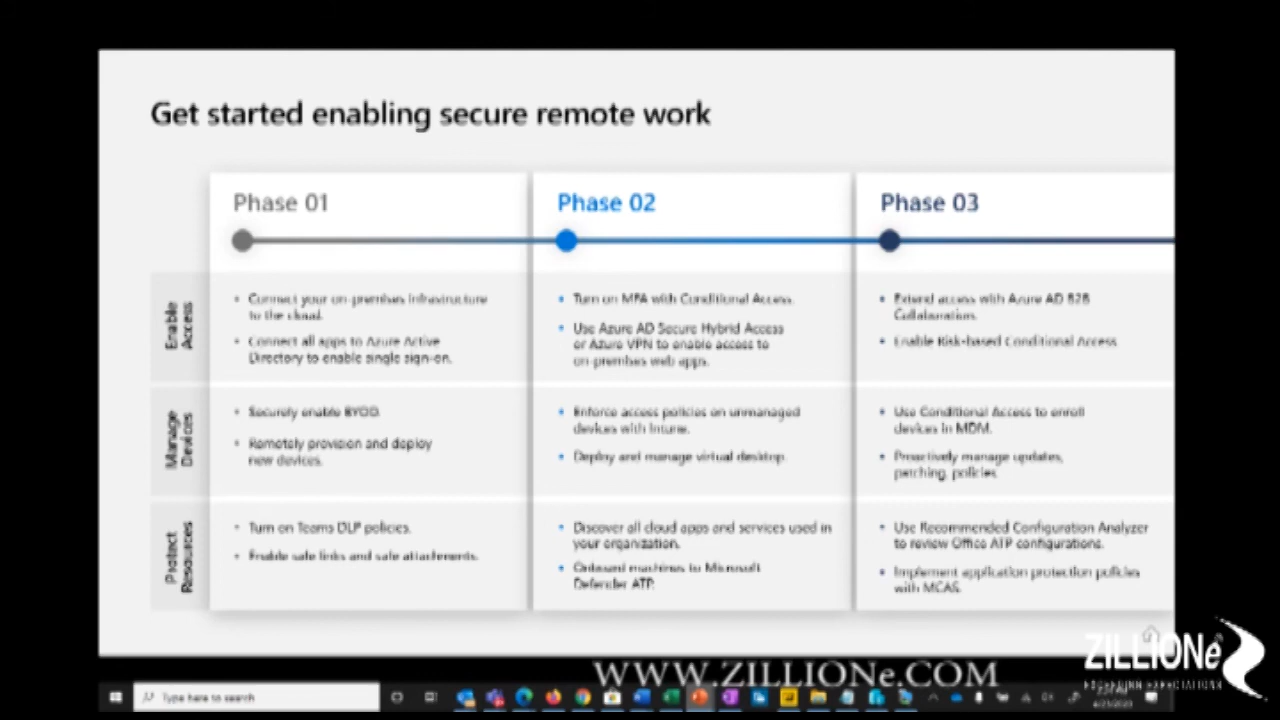 Get started enabling secure remote work
Phase 01
Phase 02
Phase 03
Enable
Access
Connect your on-premises infrastructure
to the cloud.
Connect all apps to Azure Active
Directory to enable single sign-on.
Turn on MFA with Conditional Access.
Use Azure AD Secure Hybrid Access
or Azure VPN to enable access to
on-premises web apps.
Extend access with Azure AD B2B
Collaboration.
Enable Risk-based Conditional Access
Manage
Devices
Securely enable BYOD.
Remotely provision and deploy
new devices.
Enforce access policies on unmanaged
devices with Intune.
Deploy and manage virtual desktop.
Use Conditional Access to enroll
devices in MDM.
Proactively manage updates,
patching, policies
Protect
Resources
Turn on Teams DLP policies.
Enable safe links and safe attachments.
Discover all cloud apps and services used in
your organization.
Onboard machines to Microsoft
Defender ATP.
Use Recommended Configuration Analyzer
to review Office ATP configurations.
Implement application protection policies
with MCAS.
ZILLIONe
EXCEEDING EXPECTATIONS
WWW.ZILLIONe.COM
Type here to search